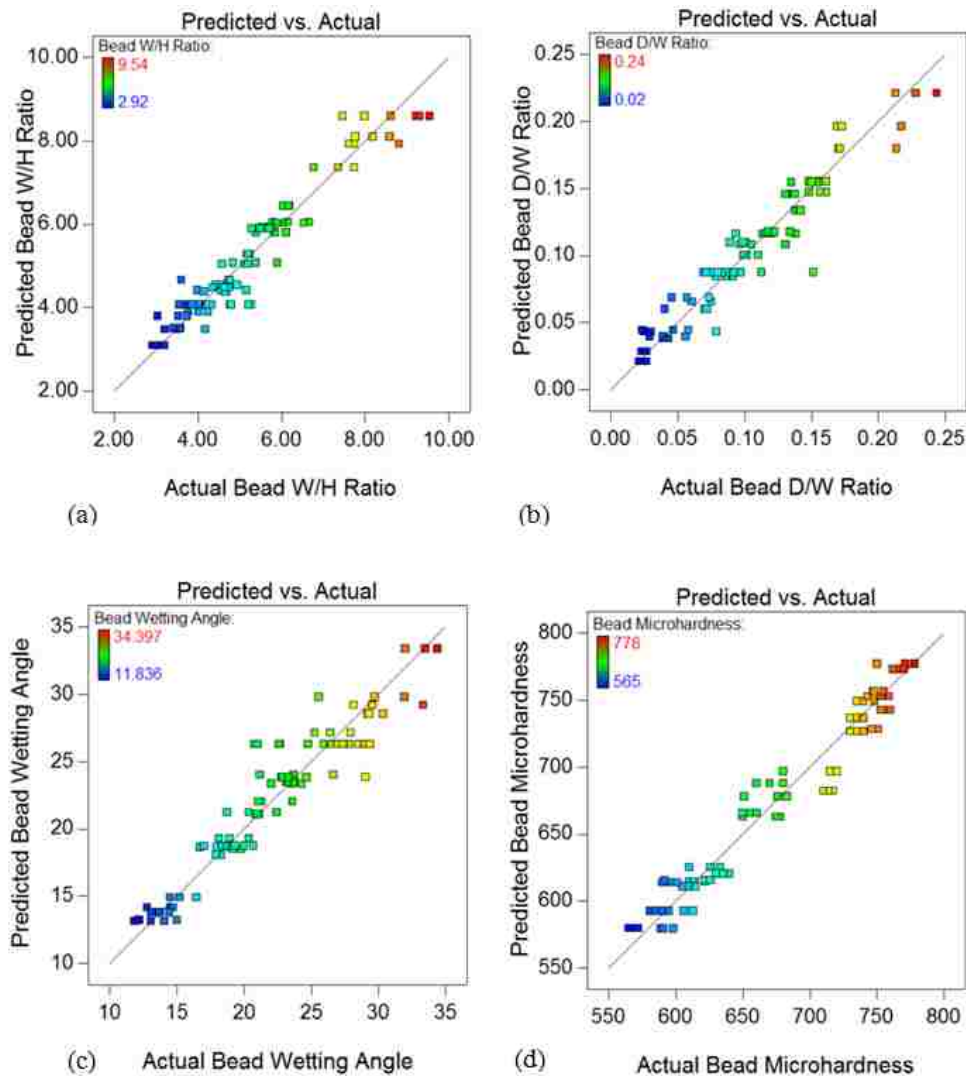 Predicted vs. Actual
Bead W/H Ratio:
9.54
2.92
10.00
8.00
6.00
4.00
2.00
Predicted Bead W/H Ratio
2.00 4.00 6.00 8.00 10.00
Actual Bead W/H Ratio
(a)
Predicted vs. Actual
Bead D/W Ratio:
0.24
0.02
0.25
0.20
0.15
0.10
0.05
0.00
Predicted Bead D/W Ratio
0.00 0.05 0.10 0.15 0.20 0.25
Actual Bead D/W Ratio
(b)
Predicted vs. Actual
Bead Wetting Angle:
34.397
11.836
35
30
25
20
15
10
Predicted Bead Wetting Angle
10 15 20 25 30 35
(c) Actual Bead Wetting Angle
Predicted vs. Actual
Bead Microhardness:
778
565
800
750
700
650
600
550
Predicted Bead Microhardness
550 600 650 700 750 800
(d) Actual Bead Microhardness